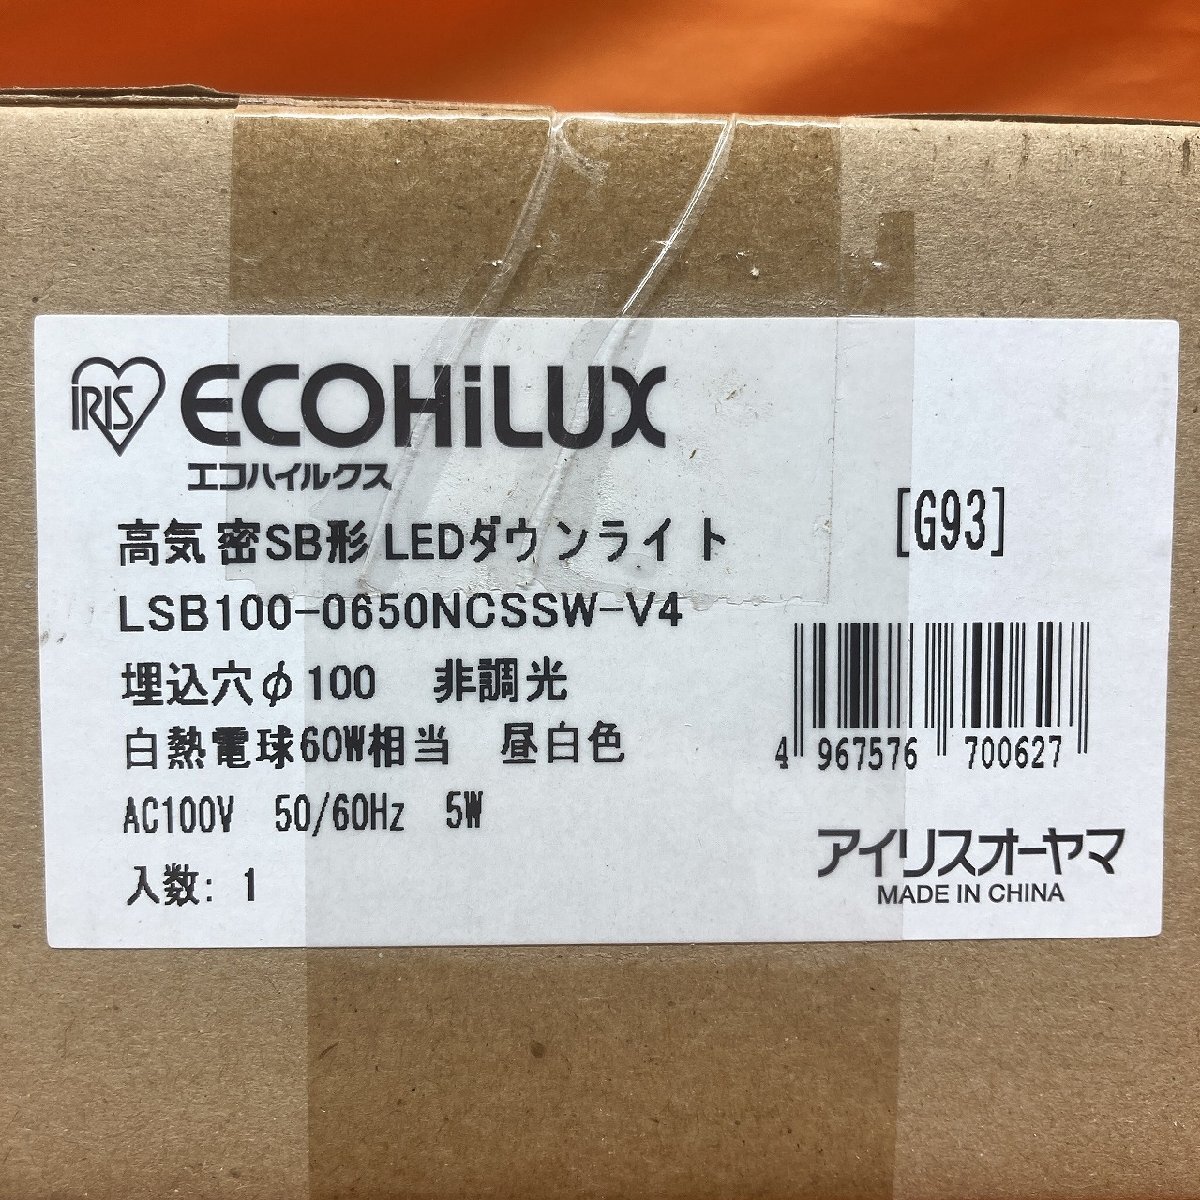 IRIS ECOHiLUX
エコハイルクス
高気密SB形 LEDダウンライト
[G93]
LSB100-0650NCSSW-V4
埋込穴φ100 非調光
白熱電球60W相当 昼白色
AC100V 50/60Hz 5W
入数: 1
4 967576 700627
アイリスオーヤマ
MADE IN CHINA